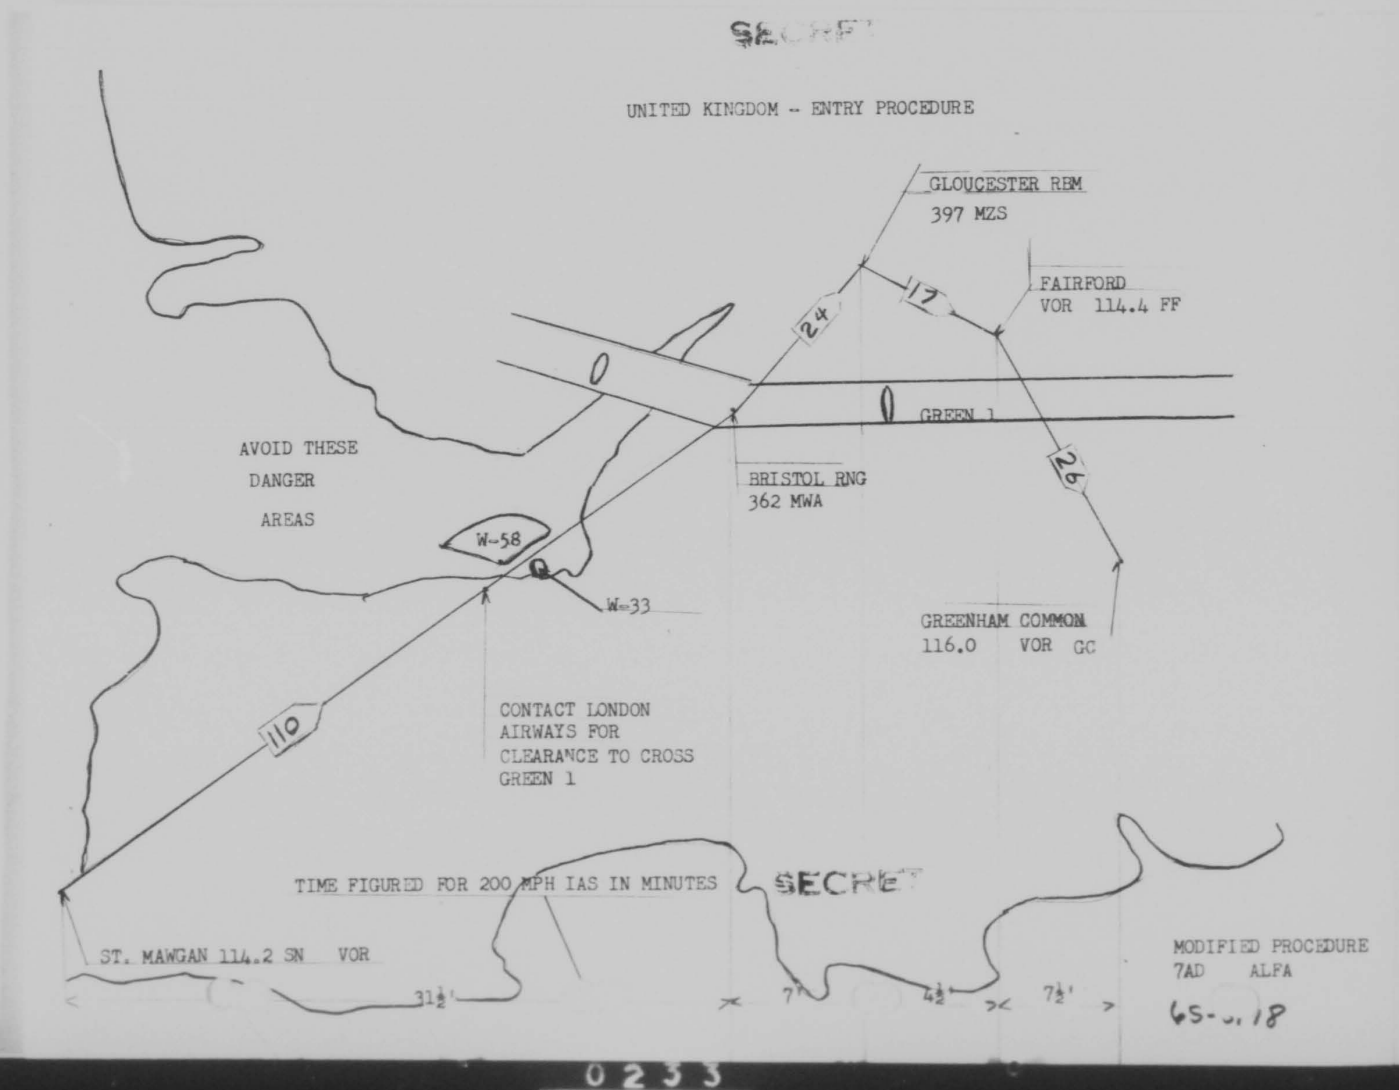 SECRET
UNITED KINGDOM - ENTRY PROCEDURE
GLOUCESTER RBM
397 MZS
17
FAIRFORD
VOR 114.4 FF
24
0
0
GREEN 1
AVOID THESE
DANGER
AREAS
26
BRISTOL RNG
362 MWA
W-58
W-33
GREENHAM COMMON
116.0 VOR GC
110
CONTACT LONDON
AIRWAYS FOR
CLEARANCE TO CROSS
GREEN 1
TIME FIGURED FOR 200 MPH IAS IN MINUTES
SECRET
ST. MAWGAN 114.2 SN VOR
MODIFIED PROCEDURE
7AD ALFA
31½'
7'
4½'
7½'
0233